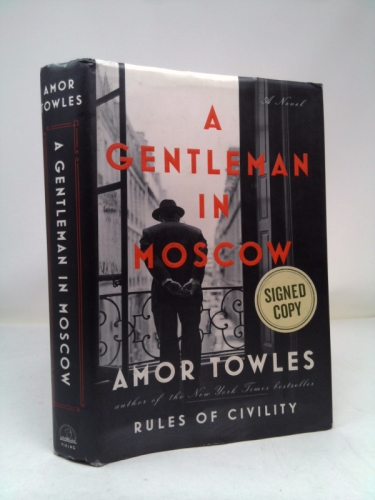 AMOR
TOWLES
A GENTLEMAN IN MOSCOW
VIKING
A Novel
A
GENTLEMAN
IN
MOSCOW
SIGNED
COPY
AMOR TOWLES
author of the New York Times bestseller
RULES OF CIVILITY